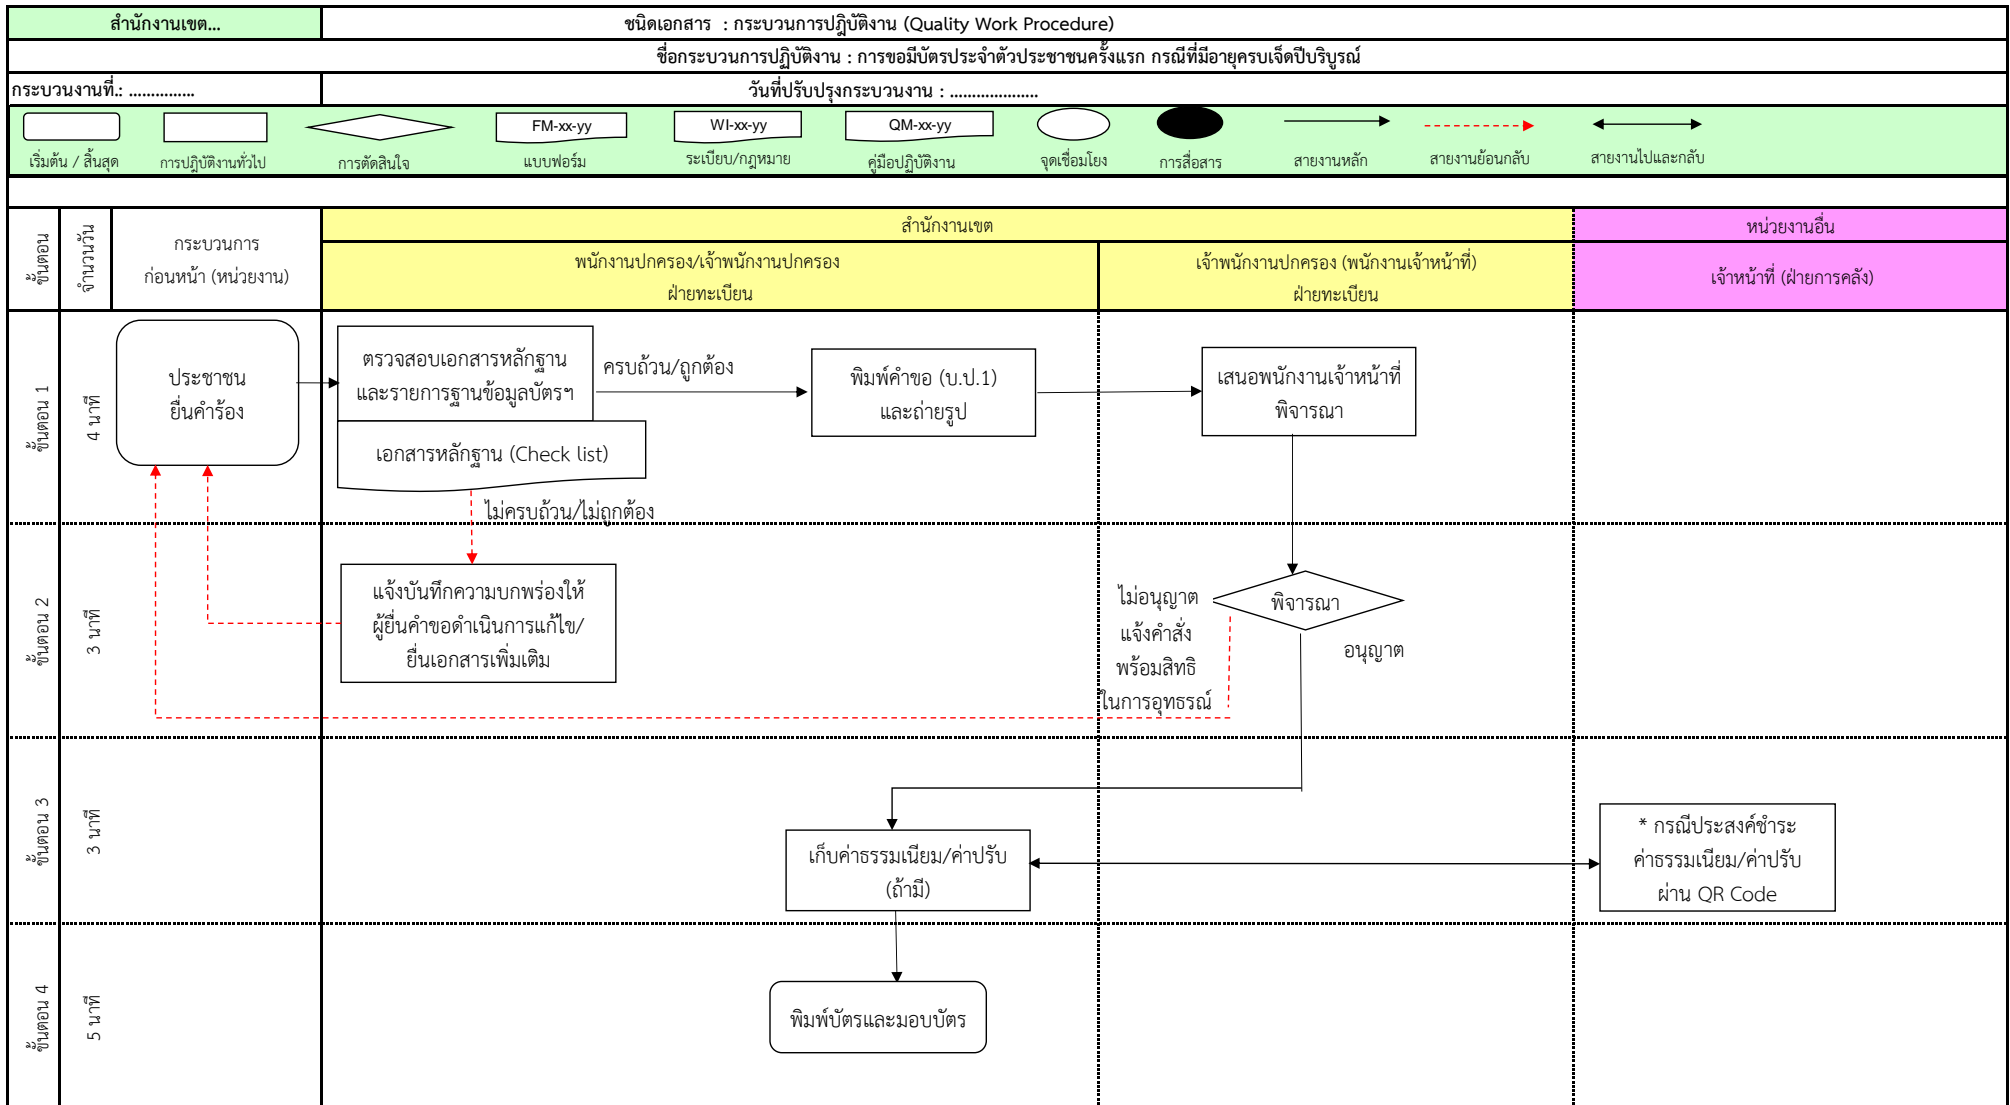 สำนักงานเขต...
ชนิดเอกสาร : กระบวนการปฏิบัติงาน (Quality Work Procedure)
ชื่อกระบวนการปฏิบัติงาน : การขอมีบัตรประจำตัวประชาชนครั้งแรก กรณีที่มีอายุครบเจ็ดปีบริบูรณ์
กระบวนงานที่.: ...............
วันที่ปรับปรุงกระบวนงาน : ....................
FM-xx-yy
WI-xx-yy
QM-xx-yy
เริ่มต้น / สิ้นสุด
การปฏิบัติงานทั่วไป
การตัดสินใจ
แบบฟอร์ม
ระเบียบ/กฎหมาย
คู่มือปฏิบัติงาน
จุดเชื่อมโยง
การสื่อสาร
สายงานหลัก
สายงานย้อนกลับ
สายงานไปและกลับ
ขั้นตอน
จำนวนวัน
กระบวนการ
ก่อนหน้า (หน่วยงาน)
สำนักงานเขต
หน่วยงานอื่น
พนักงานปกครอง/เจ้าพนักงานปกครอง
ฝ่ายทะเบียน
เจ้าพนักงานปกครอง (พนักงานเจ้าหน้าที่)
ฝ่ายทะเบียน
เจ้าหน้าที่ (ฝ่ายการคลัง)
ขั้นตอน 1
4 นาที
ประชาชน
ยื่นคำร้อง
ตรวจสอบเอกสารหลักฐาน
และรายการฐานข้อมูลบัตรฯ
เอกสารหลักฐาน (Check list)
ครบถ้วน/ถูกต้อง
พิมพ์คำขอ (บ.ป.1)
และถ่ายรูป
เสนอพนักงานเจ้าหน้าที่
พิจารณา
ไม่ครบถ้วน/ไม่ถูกต้อง
ขั้นตอน 2
3 นาที
แจ้งบันทึกความบกพร่องให้
ผู้ยื่นคำขอดำเนินการแก้ไข/
ยื่นเอกสารเพิ่มเติม
ไม่อนุญาต
แจ้งคำสั่ง
พร้อมสิทธิ
ในการอุทธรณ์
พิจารณา
อนุญาต
ขั้นตอน 3
3 นาที
เก็บค่าธรรมเนียม/ค่าปรับ
(ถ้ามี)
* กรณีประสงค์ชำระ
ค่าธรรมเนียม/ค่าปรับ
ผ่าน QR Code
ขั้นตอน 4
5 นาที
พิมพ์บัตรและมอบบัตร